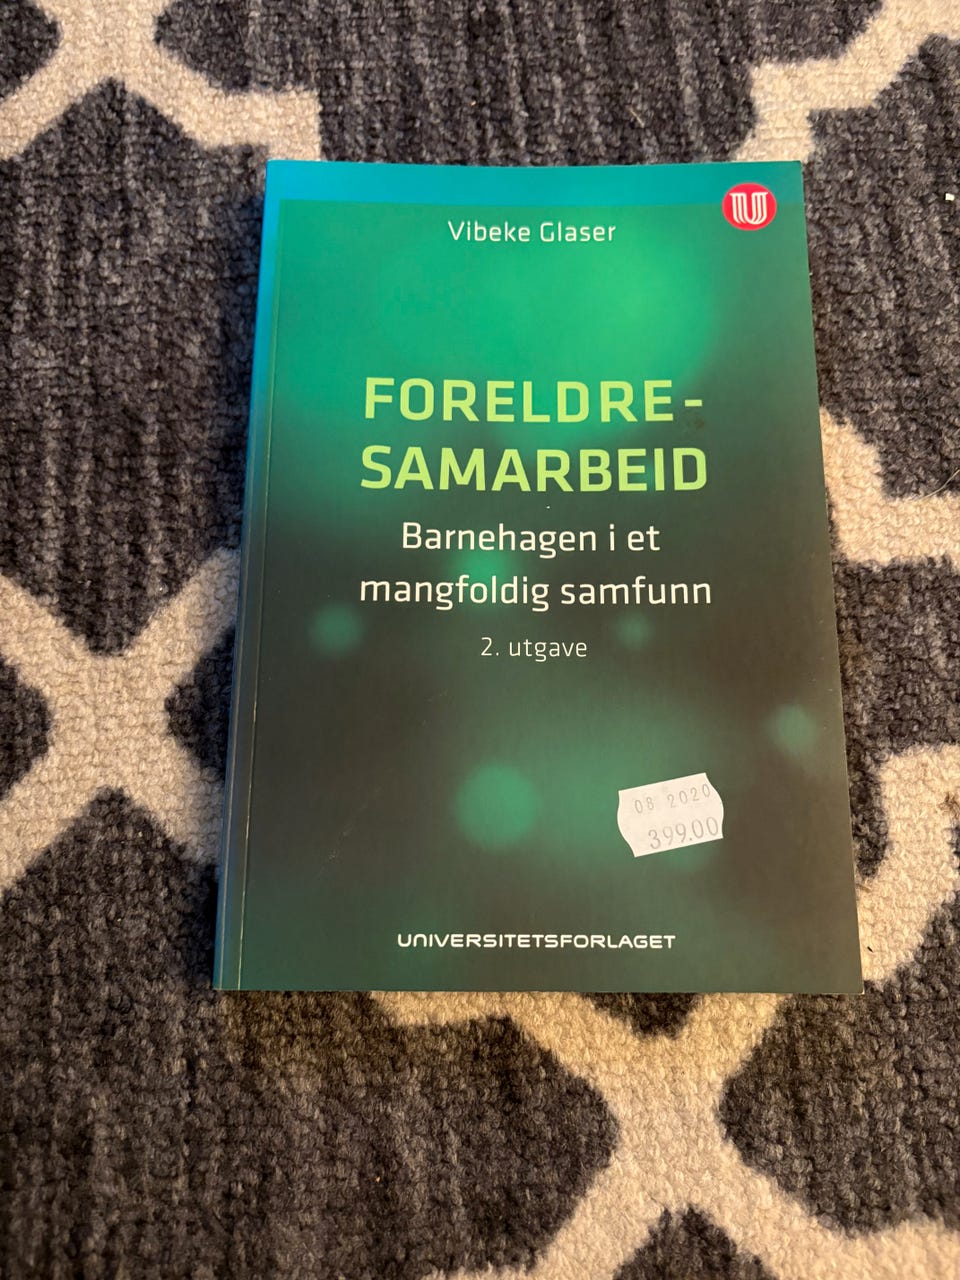 Vibeke Glaser
U
FORELDRE-
SAMARBEID
Barnehagen i et
mangfoldig samfunn
2. utgave
08 2020
399.00
UNIVERSITETSFORLAGET